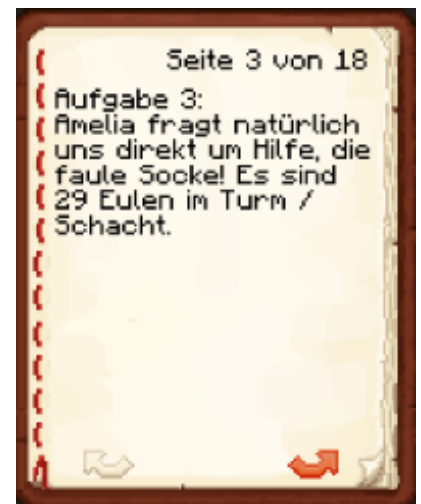 Seite 3 von 18
Aufgabe 3:
Amelia fragt natürlich
uns direkt um Hilfe, die
faule Socke! Es sind
29 Eulen im Turm /
Schacht.